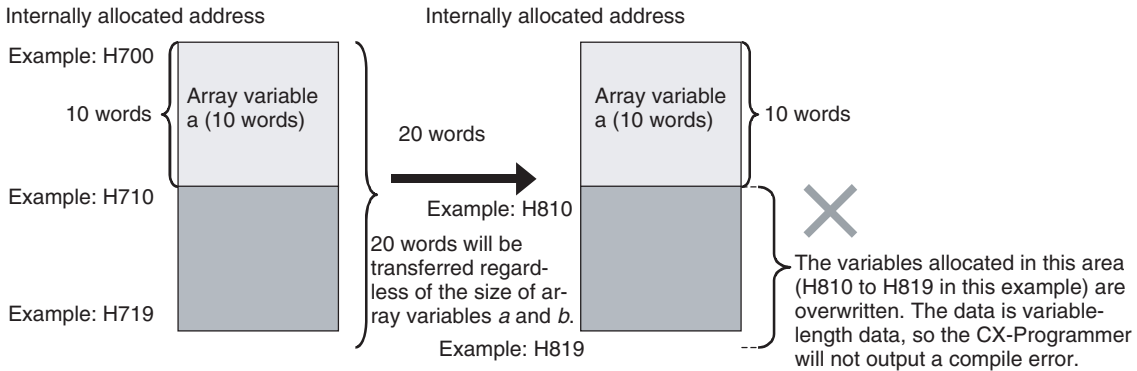 Internally allocated address
Internally allocated address
Example: H700
10 words
Array variable
a (10 words)
Example: H710
Example: H719
20 words
20 words will be
transferred regard-
less of the size of ar-
ray variables a and b.
Array variable
a (10 words)
10 words
Example: H810
Example: H819
The variables allocated in this area
(H810 to H819 in this example) are
overwritten. The data is variable-
length data, so the CX-Programmer
will not output a compile error.